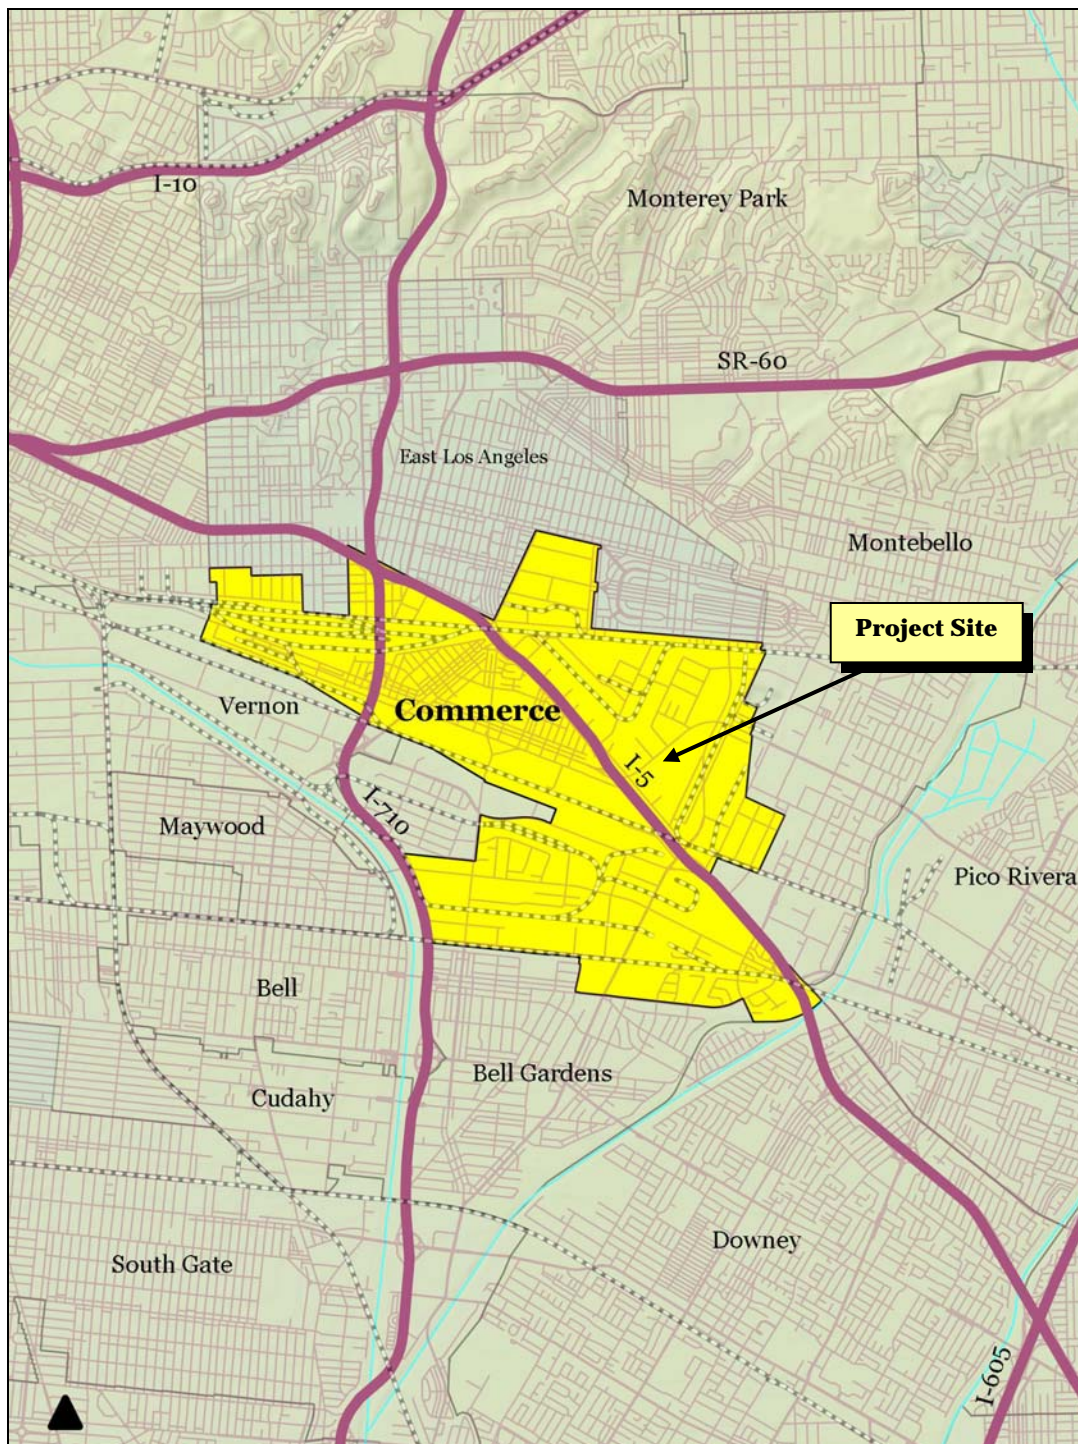 I-10
Monterey Park
SR-60
East Los Angeles
Montebello
Project Site
Vernon
Commerce
I-5
I-710
Maywood
Pico Rivera
Bell
Bell Gardens
Cudahy
Downey
South Gate
I-605